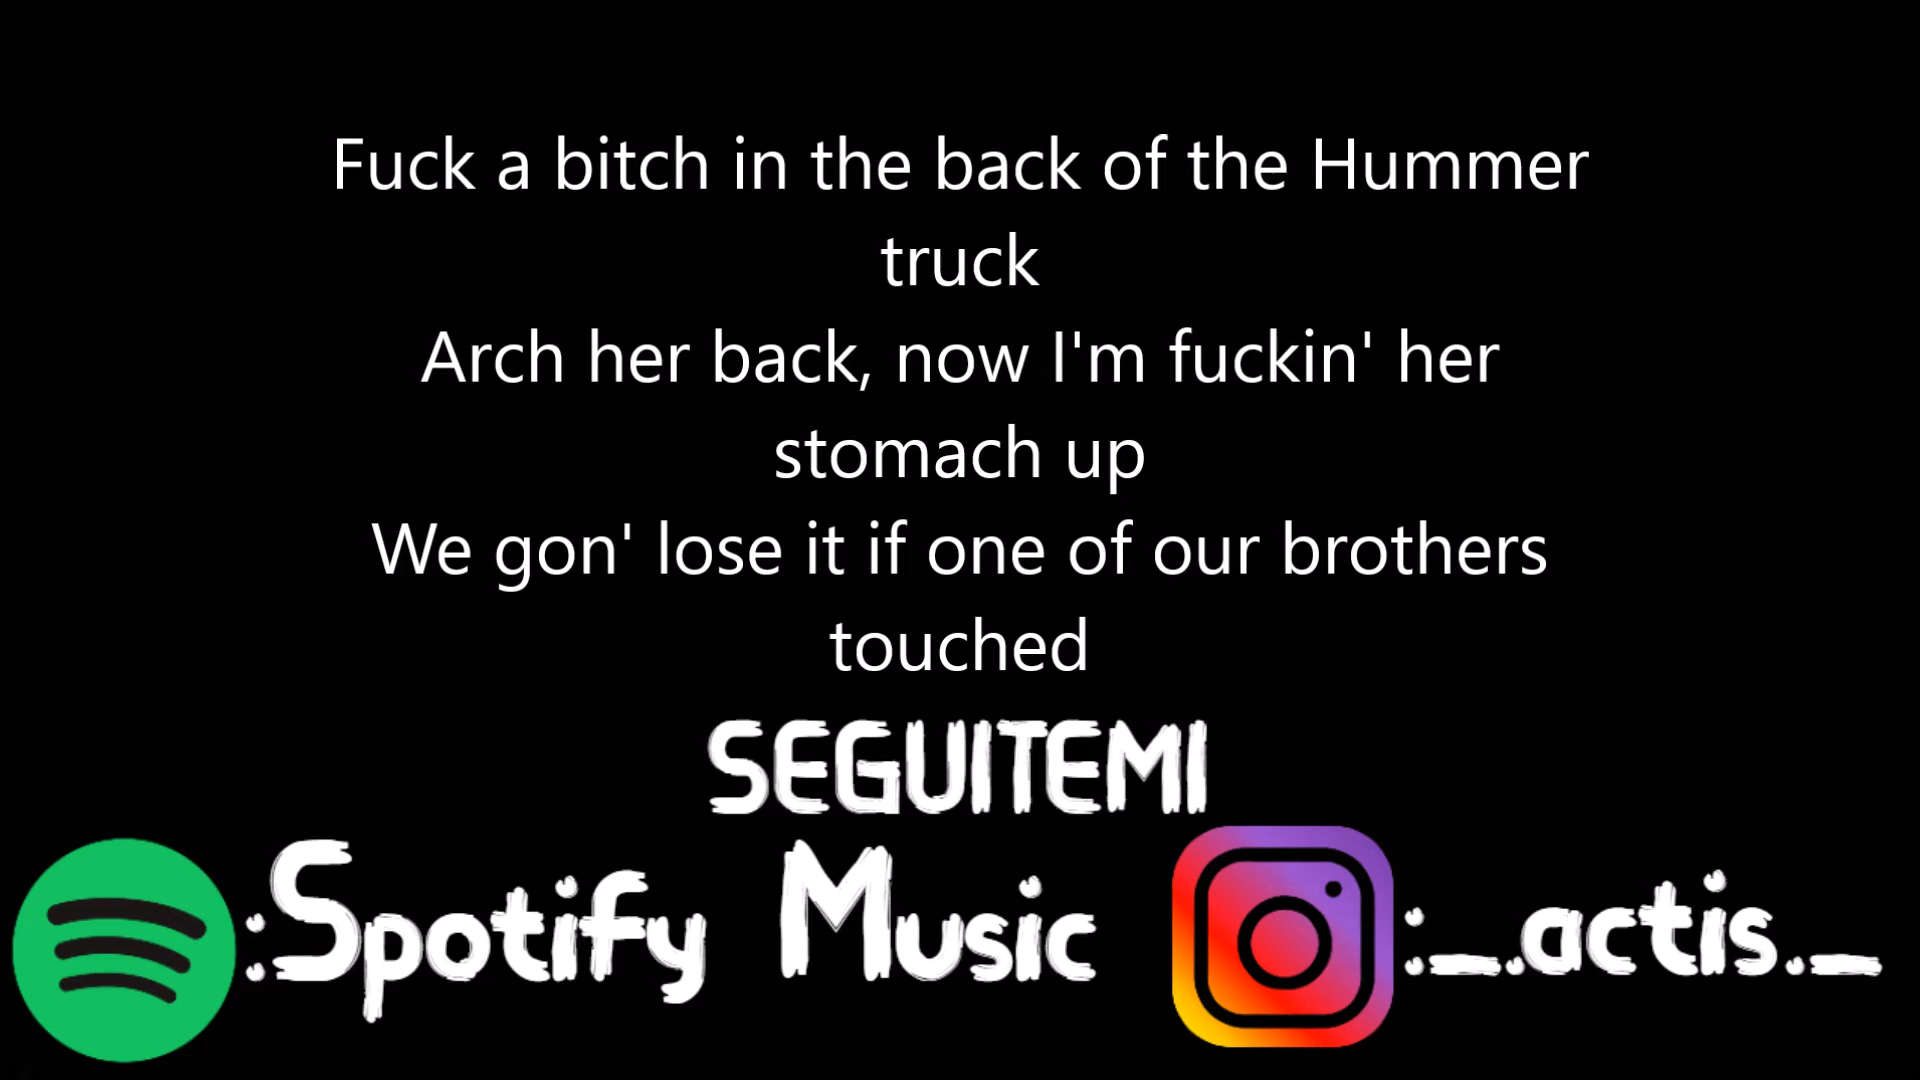 Fuck a bitch in the back of the Hummer
truck
Arch her back, now I'm fuckin' her
stomach up
We gon' lose it if one of our brothers
touched
SEGUITEMI
:Spotify Music :_.actis._